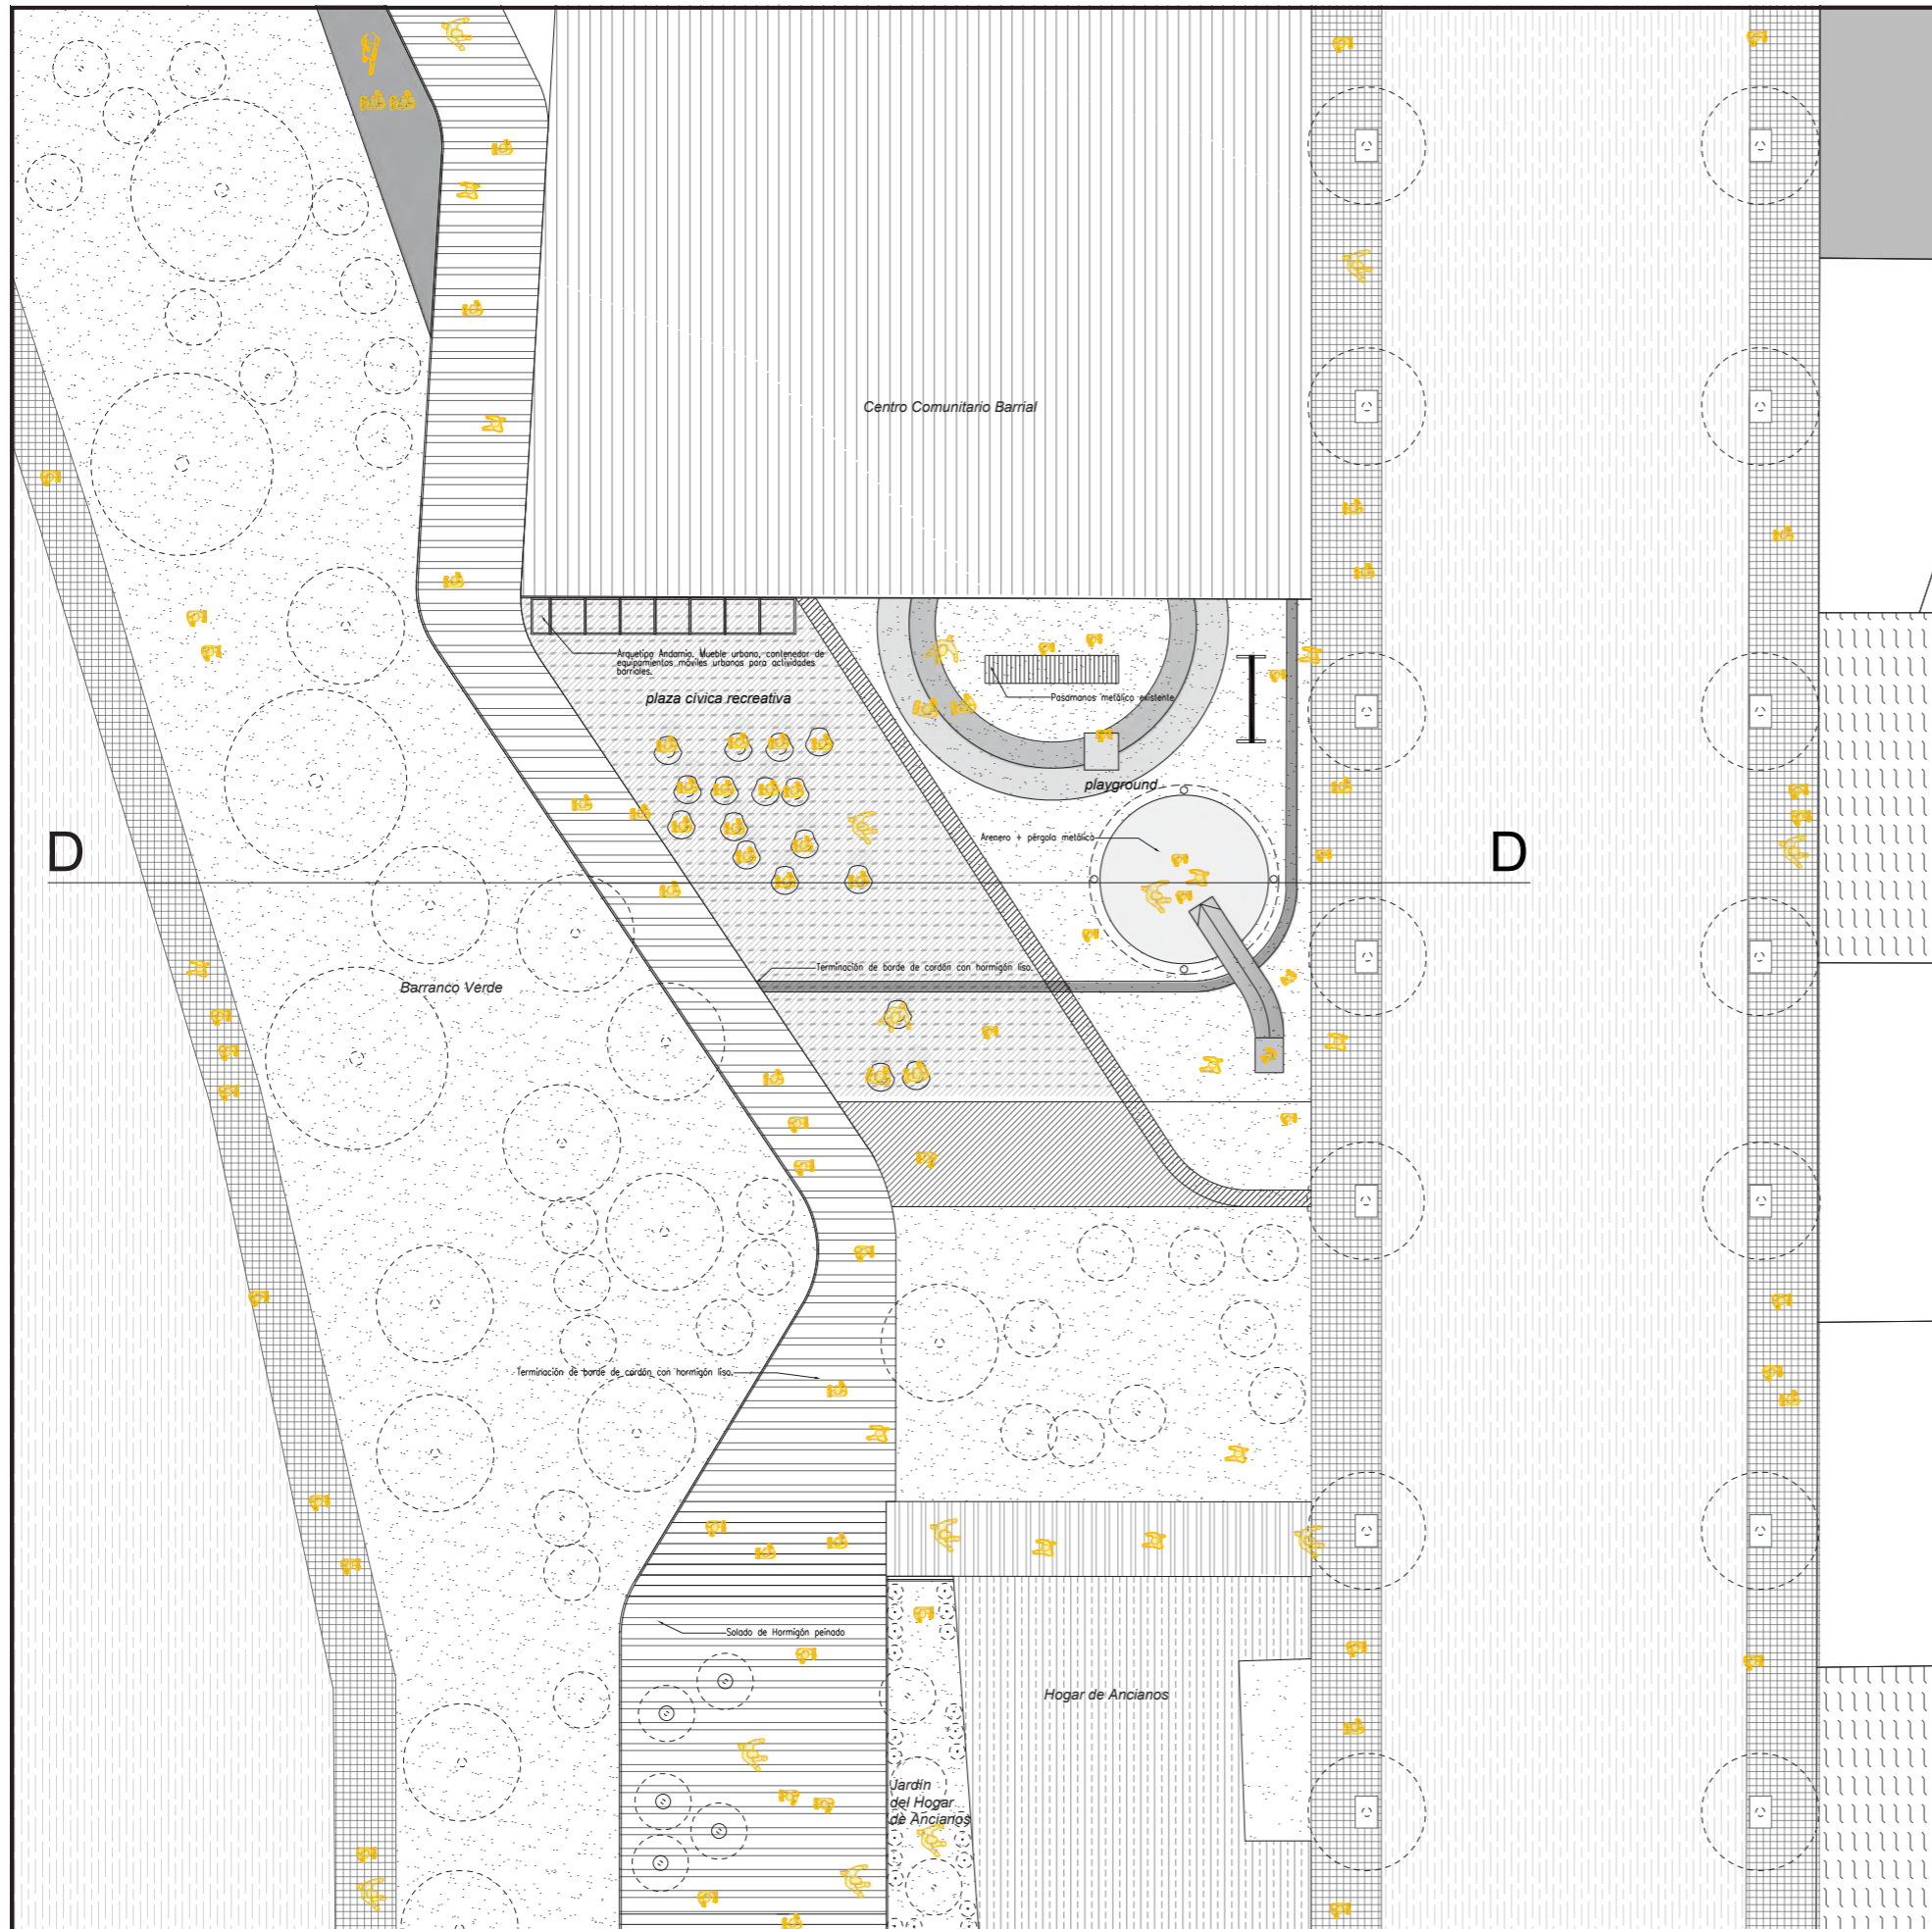 Centro Comunitario Barrial
Arquetipo Andamio. Mueble urbano, contenedor de
equipamientos móviles urbanos para actividades
barriales.
plaza cívica recreativa
Pasamanos metálico existente
playground
Arenero + pérgola metálica
D
D
Terminación de borde de cordón con hormigón liso.
Barranco Verde
Terminación de borde de cordón con hormigón liso.
Solado de Hormigón peinado
Hogar de Ancianos
Jardín
del Hogar
de Ancianos